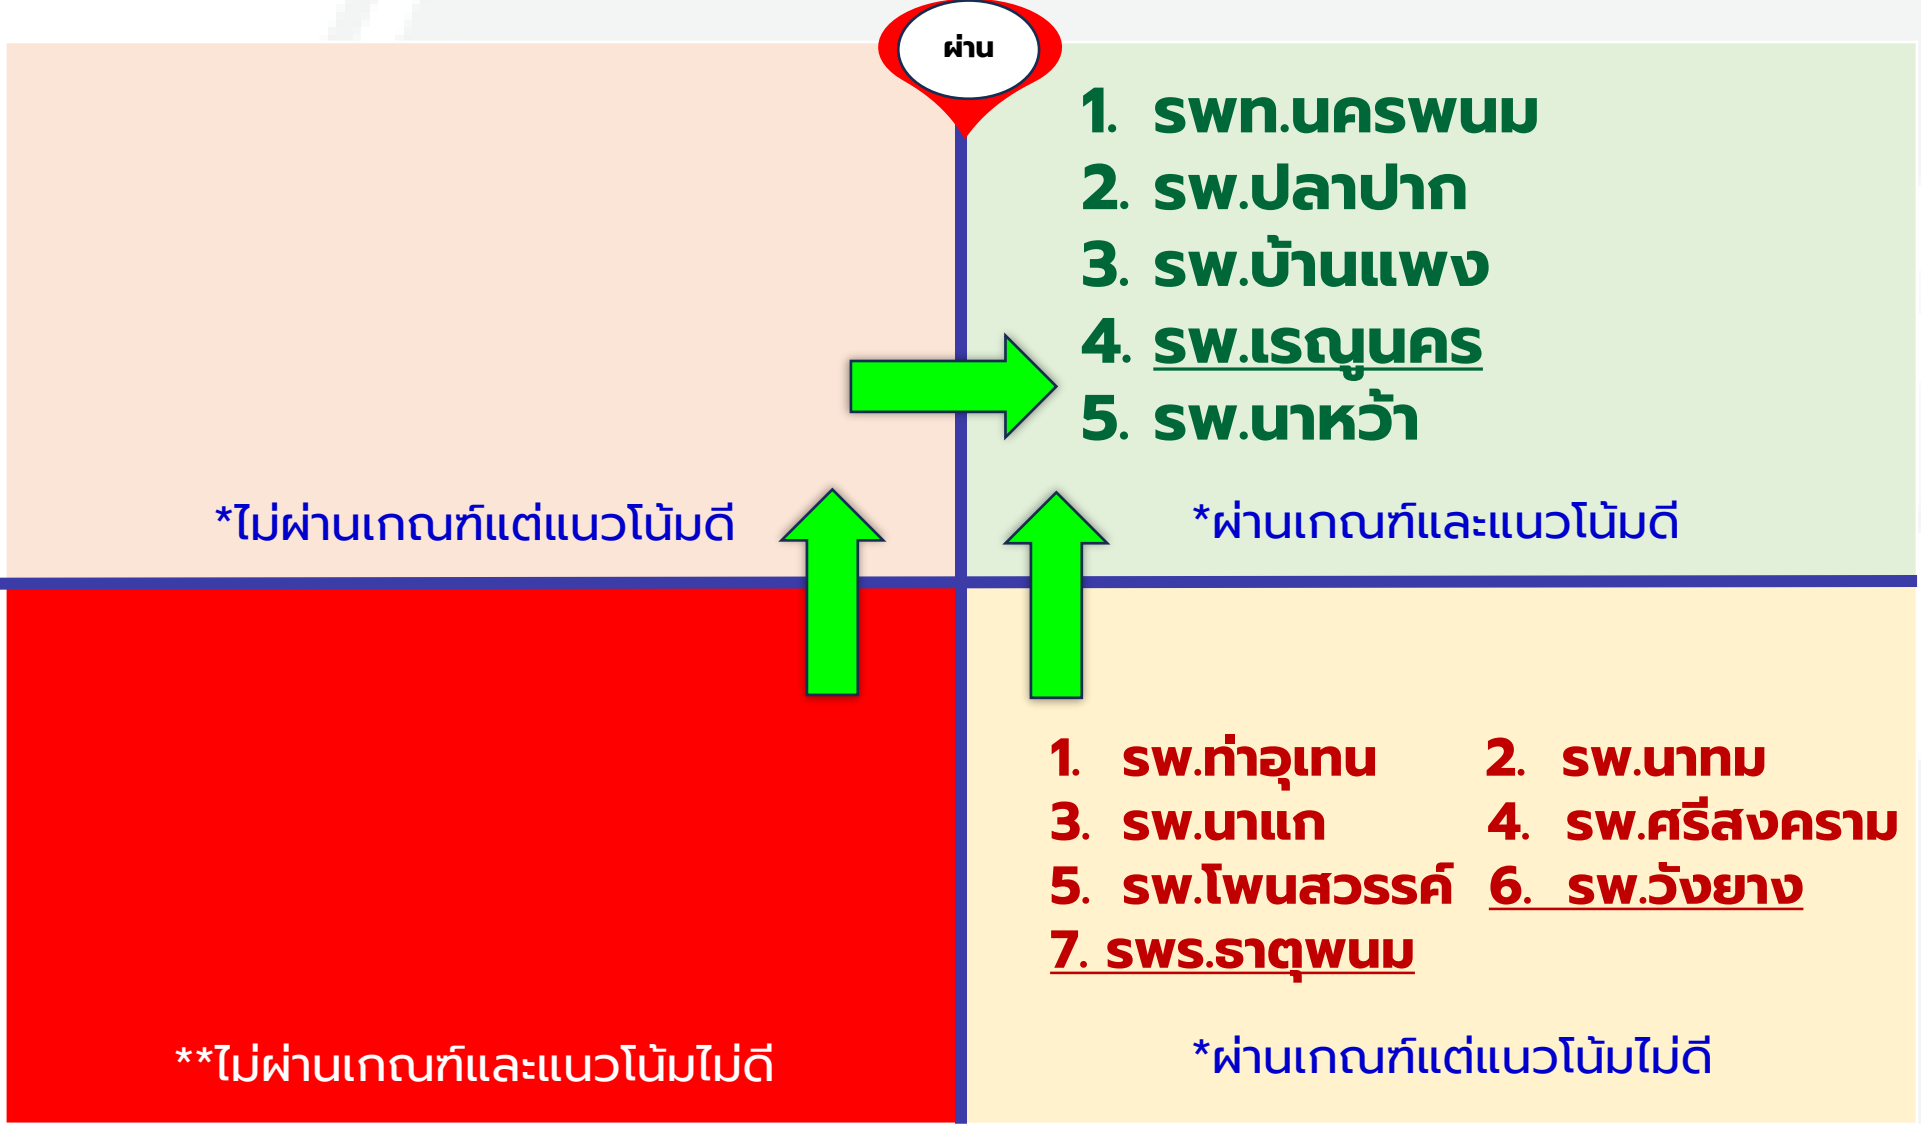 ผ่าน
1. รพท.นครพนม
2. รพ.ปลาปาก
3. รพ.บ้านแพง
4. รพ.เรณูนคร
5. รพ.นาหว้า
*ไม่ผ่านเกณฑ์แต่แนวโน้มดี
*ผ่านเกณฑ์และแนวโน้มดี
1. รพ.ท่าอุเทน 2. รพ.นาทม
3. รพ.นาแก 4. รพ.ศรีสงคราม
5. รพ.โพนสวรรค์ 6. รพ.วังยาง
7. รพร.ธาตุพนม
**ไม่ผ่านเกณฑ์และแนวโน้มไม่ดี
*ผ่านเกณฑ์แต่แนวโน้มไม่ดี